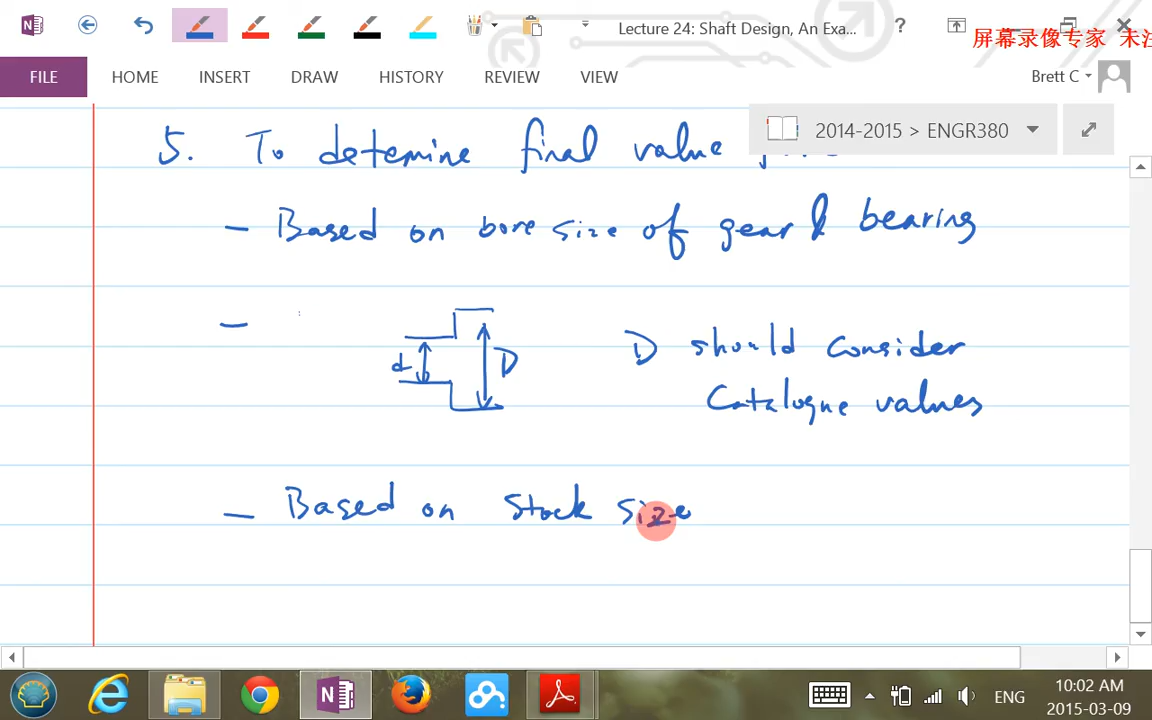 Lecture 24: Shaft Design, An Exa...
?
屏幕录像专家 未
FILE HOME INSERT DRAW HISTORY REVIEW VIEW
Brett C
2014-2015 > ENGR380
5. To detemine final value
- Based on bore size of gear & bearing
-
d D
D should consider
Catalogue values
- Based on stock size
ENG
10:02 AM
2015-03-09